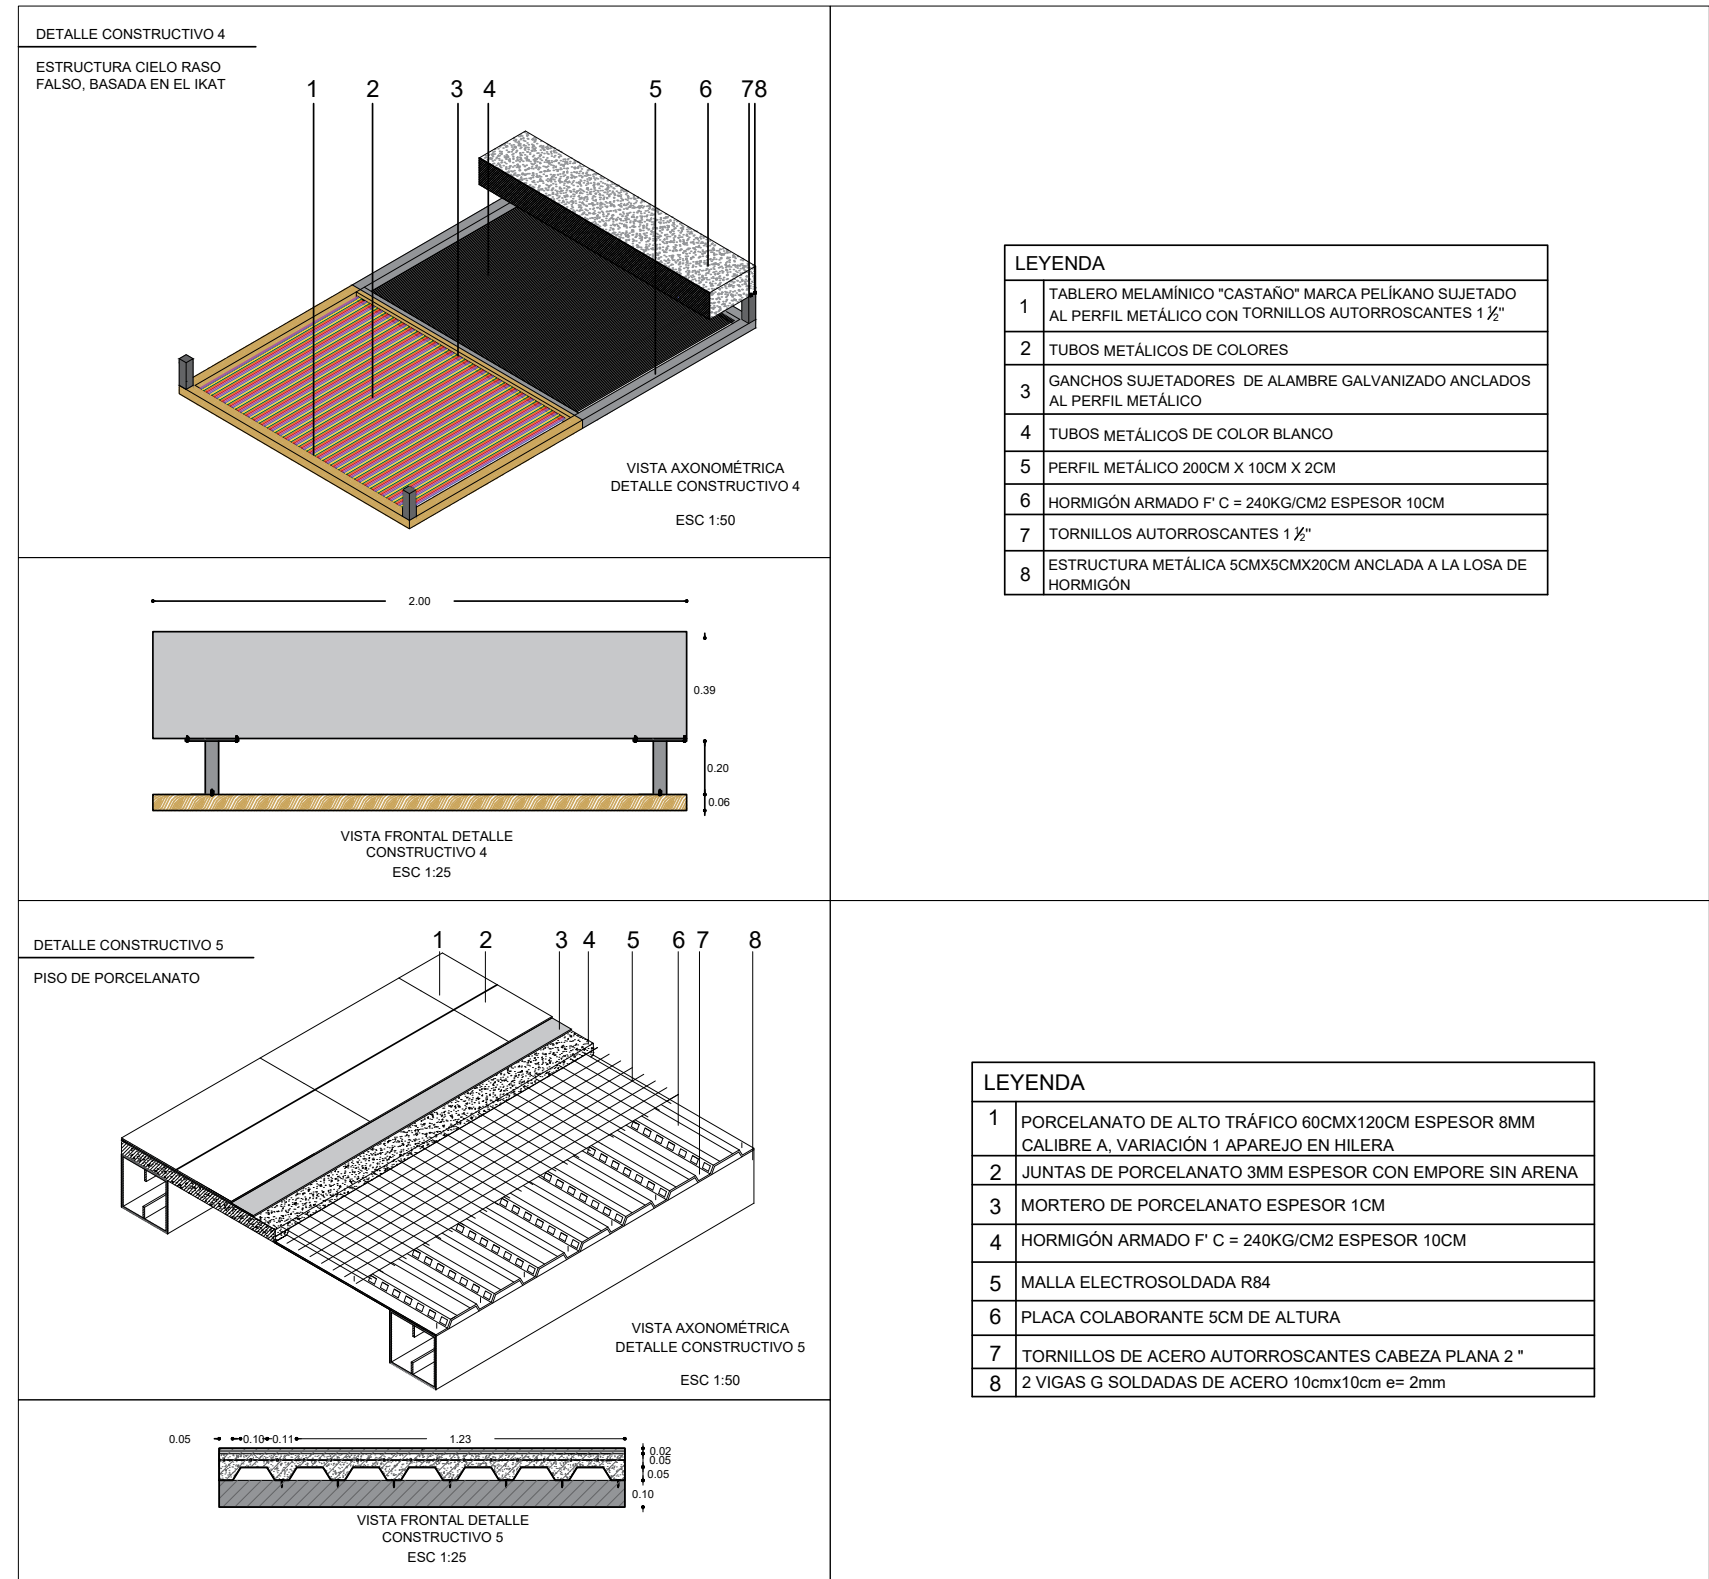 DETALLE CONSTRUCTIVO 4
ESTRUCTURA CIELO RASO
FALSO, BASADA EN EL IKAT
1 2 3 4 5 6 7 8
VISTA AXONOMÉTRICA
DETALLE CONSTRUCTIVO 4
ESC 1:50
LEYENDA
1 TABLERO MELAMÍNICO "CASTAÑO" MARCA PELÍKANO SUJETADO
AL PERFIL METÁLICO CON TORNILLOS AUTORROSCANTES 1 ½"
2 TUBOS METÁLICOS DE COLORES
3 GANCHOS SUJETADORES DE ALAMBRE GALVANIZADO ANCLADOS
AL PERFIL METÁLICO
4 TUBOS METÁLICOS DE COLOR BLANCO
5 PERFIL METÁLICO 200CM X 10CM X 2CM
6 HORMIGÓN ARMADO F' C = 240KG/CM2 ESPESOR 10CM
7 TORNILLOS AUTORROSCANTES 1 ½"
8 ESTRUCTURA METÁLICA 5CMX5CMX20CM ANCLADA A LA LOSA DE
HORMIGÓN
2.00
0.39
0.20
0.06
VISTA FRONTAL DETALLE
CONSTRUCTIVO 4
ESC 1:25
DETALLE CONSTRUCTIVO 5
PISO DE PORCELANATO
1 2 3 4 5 6 7 8
VISTA AXONOMÉTRICA
DETALLE CONSTRUCTIVO 5
ESC 1:50
LEYENDA
1 PORCELANATO DE ALTO TRÁFICO 60CMX120CM ESPESOR 8MM
CALIBRE A, VARIACIÓN 1 APAREJO EN HILERA
2 JUNTAS DE PORCELANATO 3MM ESPESOR CON EMPORE SIN ARENA
3 MORTERO DE PORCELANATO ESPESOR 1CM
4 HORMIGÓN ARMADO F' C = 240KG/CM2 ESPESOR 10CM
5 MALLA ELECTROSOLDADA R84
6 PLACA COLABORANTE 5CM DE ALTURA
7 TORNILLOS DE ACERO AUTORROSCANTES CABEZA PLANA 2 "
8 2 VIGAS G SOLDADAS DE ACERO 10cmx10cm e= 2mm
0.05 0.10 0.11 1.23
0.02
0.05
0.05
0.10
VISTA FRONTAL DETALLE
CONSTRUCTIVO 5
ESC 1:25